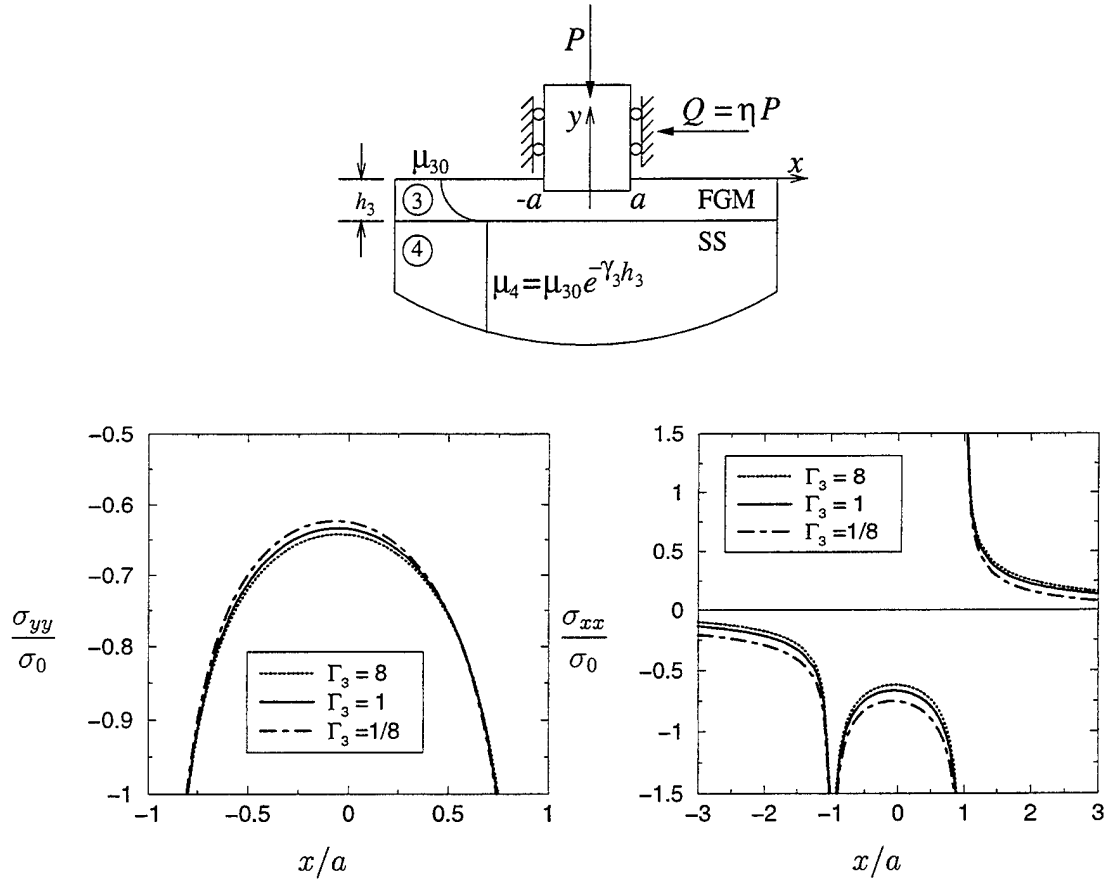 P
y
Q = η P
μ₃₀
x
h₃
③
-a
a
FGM
④
SS
μ₄=μ₃₀e^{-γ₃h₃}
σ_yy/σ₀
-0.5
-0.6
-0.7
-0.8
-0.9
-1
Γ₃ = 8
Γ₃ = 1
Γ₃ =1/8
-1
-0.5
0
0.5
1
x/a
σ_xx/σ₀
1.5
1
0.5
0
-0.5
-1
-1.5
Γ₃ = 8
Γ₃ = 1
Γ₃ =1/8
-3
-2
-1
0
1
2
3
x/a